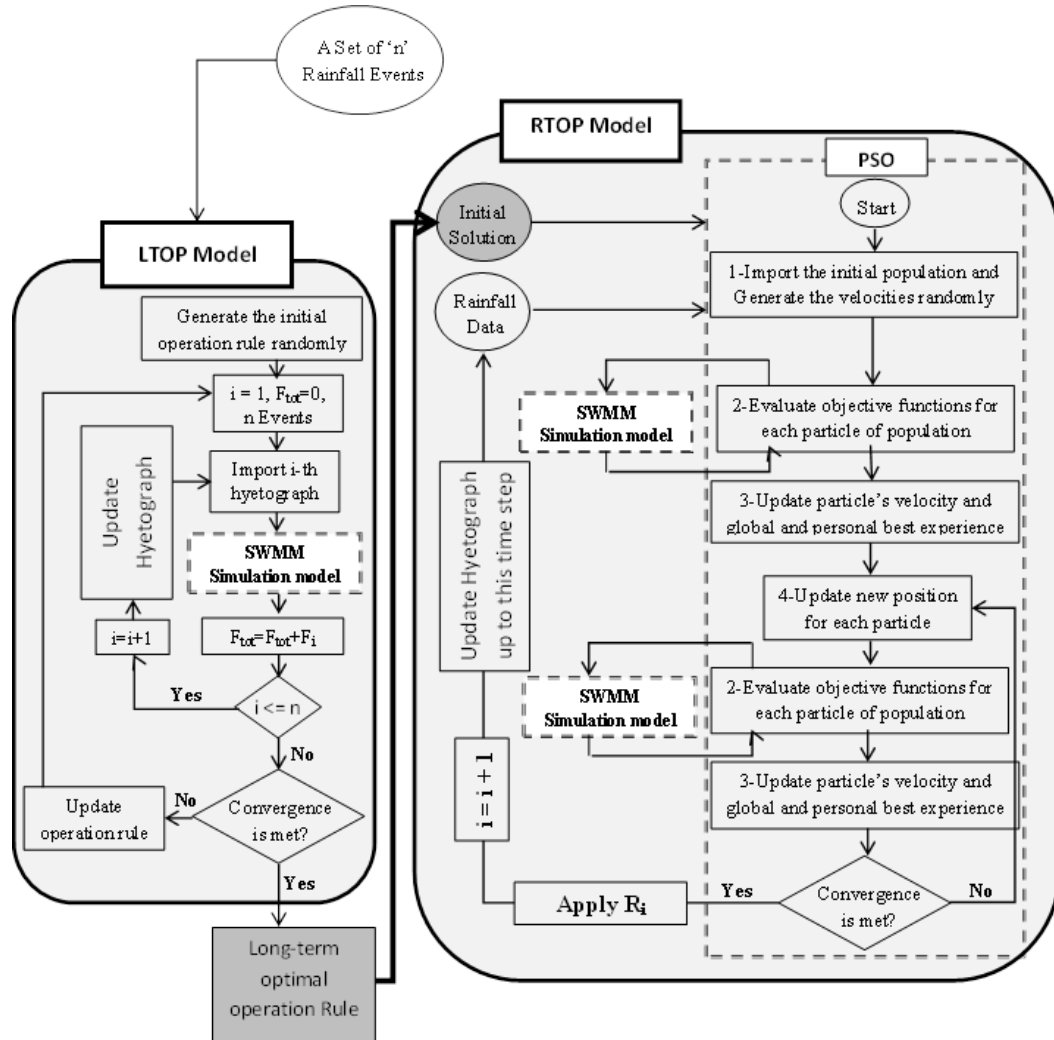 A Set of ‘n’
Rainfall Events
LTOP Model
Generate the initial
operation rule randomly
i = 1, Ftot=0,
n Events
Import i-th
hyetograph
Update
Hyetograph
SWMM
Simulation model
i=i+1
Ftot=Ftot+Fi
Yes
i <= n
No
Convergence
is met?
No
Update
operation rule
Yes
Long-term
optimal
operation Rule
RTOP Model
Initial
Solution
Rainfall
Data
Update Hyetograph
up to this time step
i = i + 1
Apply Ri
PSO
Start
1-Import the initial population and
Generate the velocities randomly
SWMM
Simulation model
2-Evaluate objective functions for
each particle of population
3-Update particle’s velocity and
global and personal best experience
4-Update new position
for each particle
SWMM
Simulation model
2-Evaluate objective functions for
each particle of population
3-Update particle’s velocity and
global and personal best experience
Yes
Convergence
is met?
No